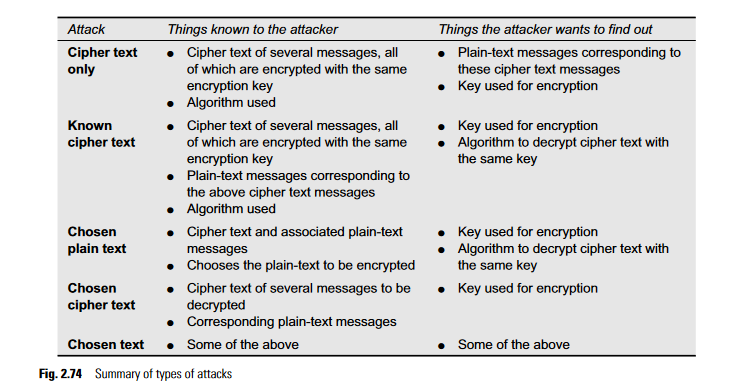 Attack Things known to the attacker Things the attacker wants to find out
Cipher text ● Cipher text of several messages, all ● Plain-text messages corresponding to
only of which are encrypted with the same these cipher text messages
encryption key ● Key used for encryption
● Algorithm used
Known ● Cipher text of several messages, all ● Key used for encryption
cipher text of which are encrypted with the same ● Algorithm to decrypt cipher text with
encryption key the same key
● Plain-text messages corresponding to
the above cipher text messages
● Algorithm used
Chosen ● Cipher text and associated plain-text ● Key used for encryption
plain text messages ● Algorithm to decrypt cipher text with
● Chooses the plain-text to be encrypted the same key
Chosen ● Cipher text of several messages to be ● Key used for encryption
cipher text decrypted
● Corresponding plain-text messages
Chosen text ● Some of the above ● Some of the above
Fig. 2.74 Summary of types of attacks